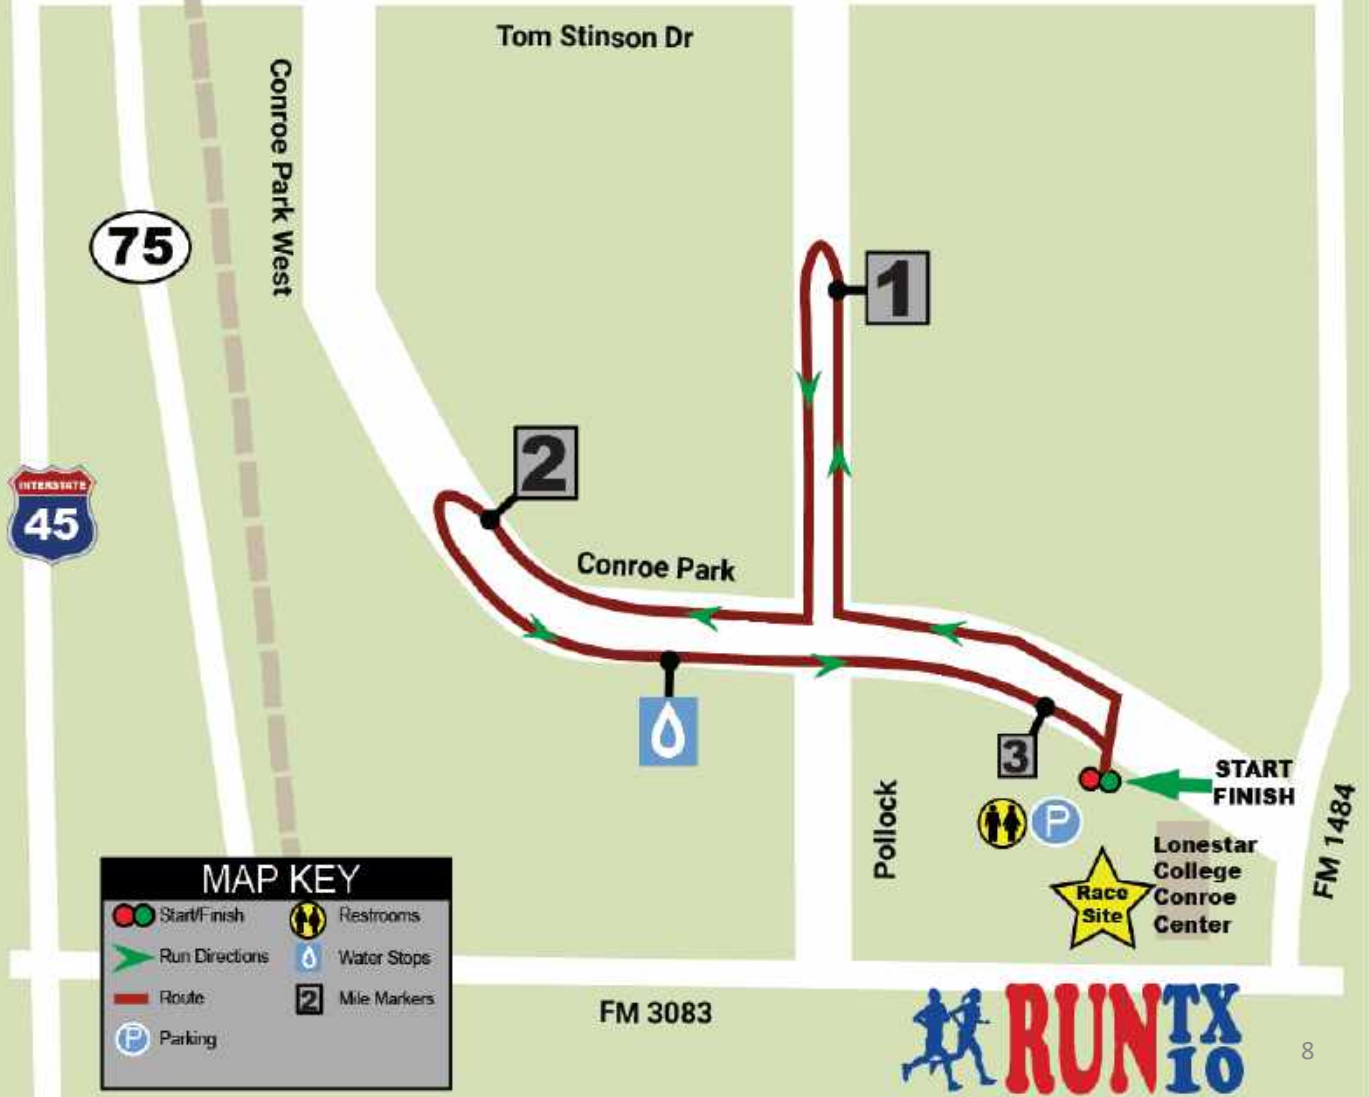 Tom Stinson Dr
Conroe Park West
75
1
INTERSTATE
45
2
Conroe Park
3
START
FINISH
P
Pollock
Lonestar
College
Conroe
Center
Race
Site
FM 1484
MAP KEY
Start/Finish
Restrooms
Run Directions
Water Stops
Route
2 Mile Markers
P Parking
FM 3083
RUN TX
10
8